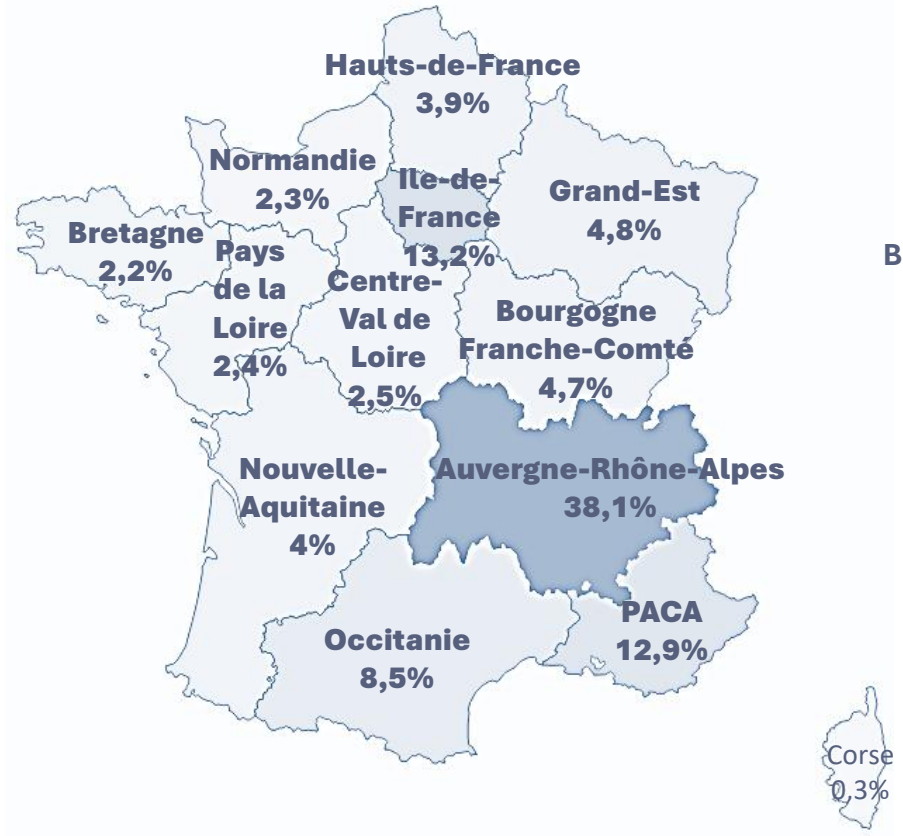 Hauts-de-France
3,9%
Normandie
2,3%
Ile-de-
France
13,2%
Grand-Est
4,8%
Bretagne
2,2%
Pays
de la
Loire
2,4%
Centre-
Val de
Loire
2,5%
Bourgogne
Franche-Comté
4,7%
B
Nouvelle-
Aquitaine
4%
Auvergne-Rhône-Alpes
38,1%
Occitanie
8,5%
PACA
12,9%
Corse
0,3%